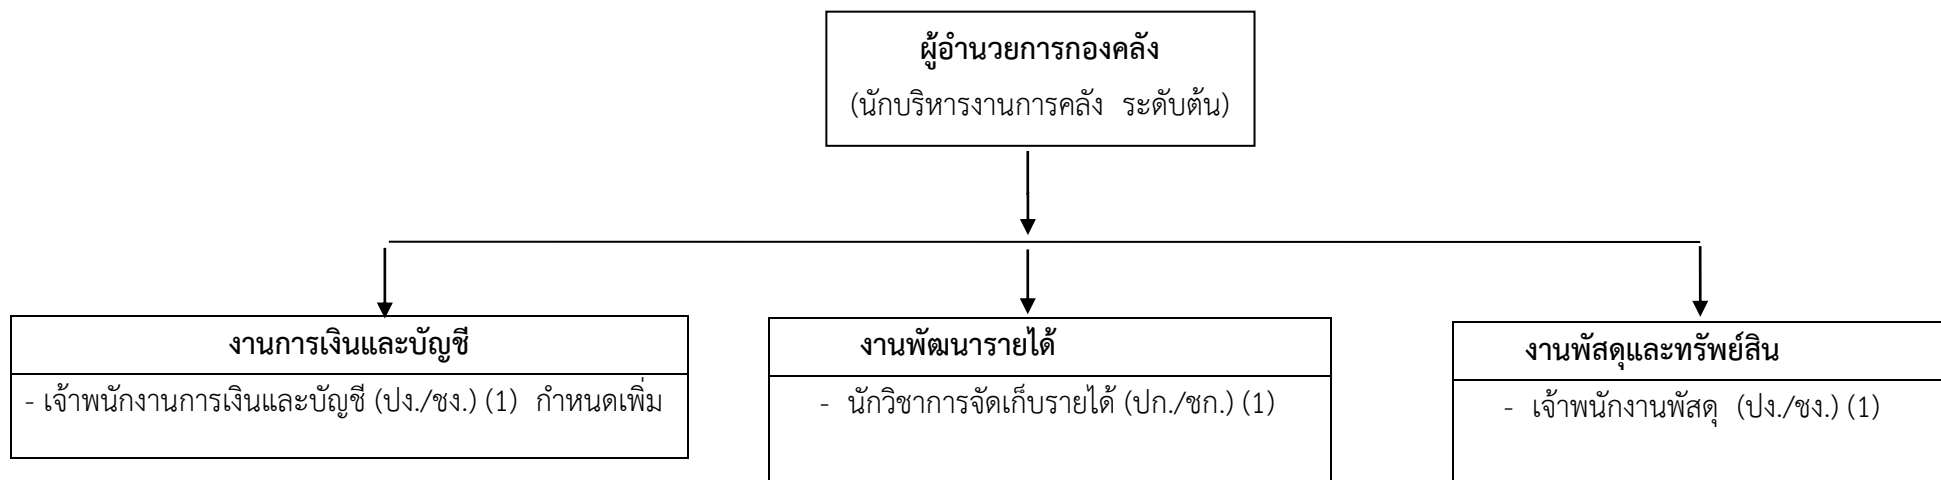 ผู้อำนวยการกองคลัง
(นักบริหารงานการคลัง ระดับต้น)
งานการเงินและบัญชี
- เจ้าพนักงานการเงินและบัญชี (ปง./ชง.) (1) กำหนดเพิ่ม
งานพัฒนารายได้
- นักวิชาการจัดเก็บรายได้ (ปก./ชก.) (1)
งานพัสดุและทรัพย์สิน
- เจ้าพนักงานพัสดุ (ปง./ชง.) (1)